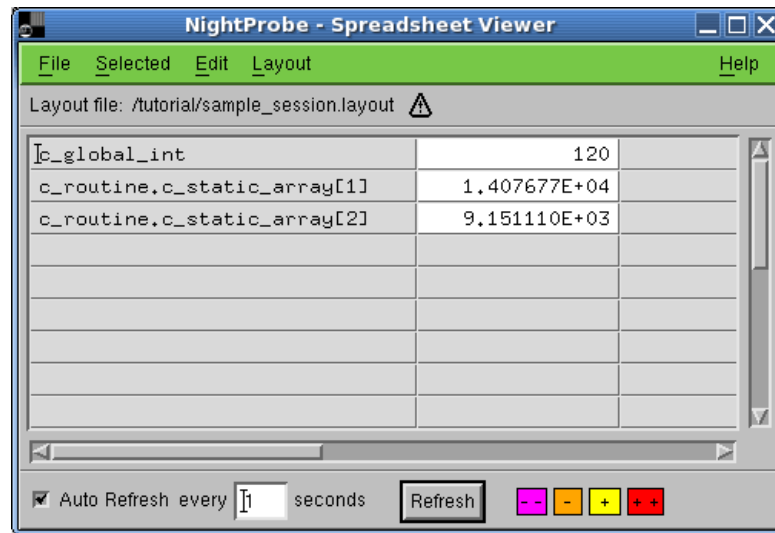 NightProbe - Spreadsheet Viewer
File Selected Edit Layout Help
Layout file: /tutorial/sample_session.layout
c_global_int 120
c_routine.c_static_array[1] 1.407677E+04
c_routine.c_static_array[2] 9.151110E+03
Auto Refresh every 1 seconds Refresh -- - + ++